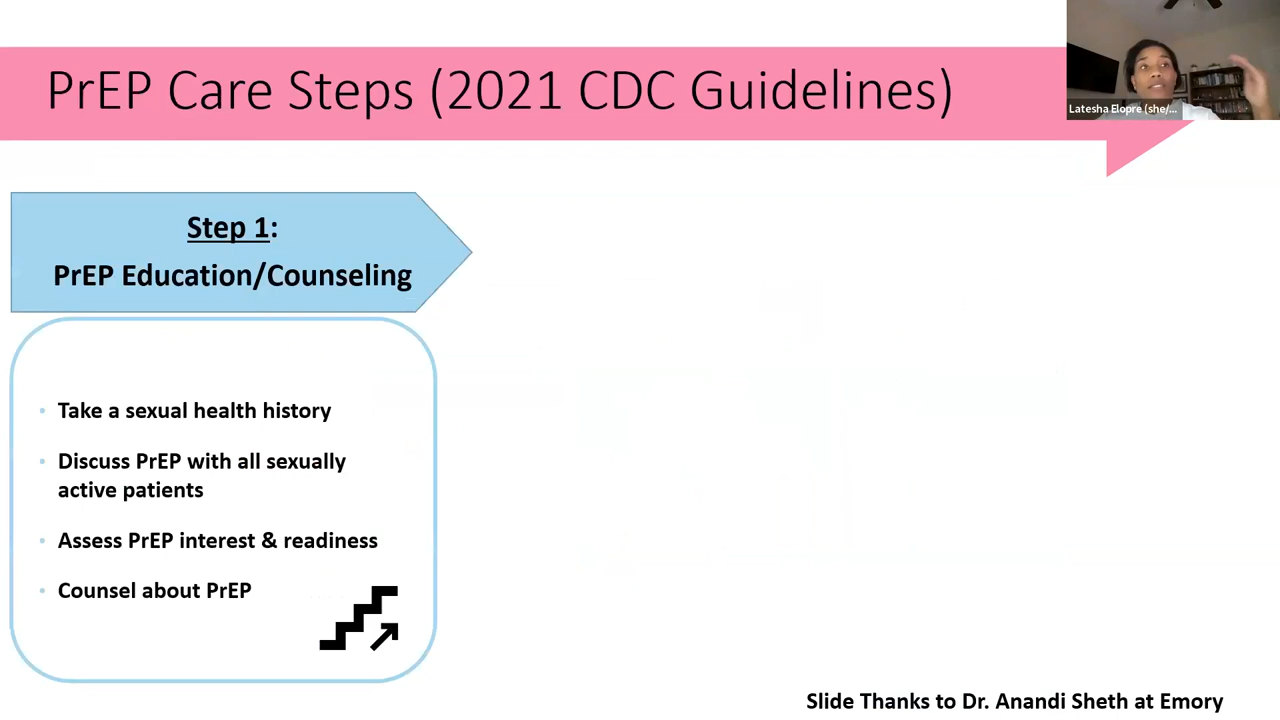 PrEP Care Steps (2021 CDC Guidelines)
Latesha Elopre (she/...
Step 1:
PrEP Education/Counseling
• Take a sexual health history
• Discuss PrEP with all sexually
active patients
• Assess PrEP interest & readiness
• Counsel about PrEP
Slide Thanks to Dr. Anandi Sheth at Emory